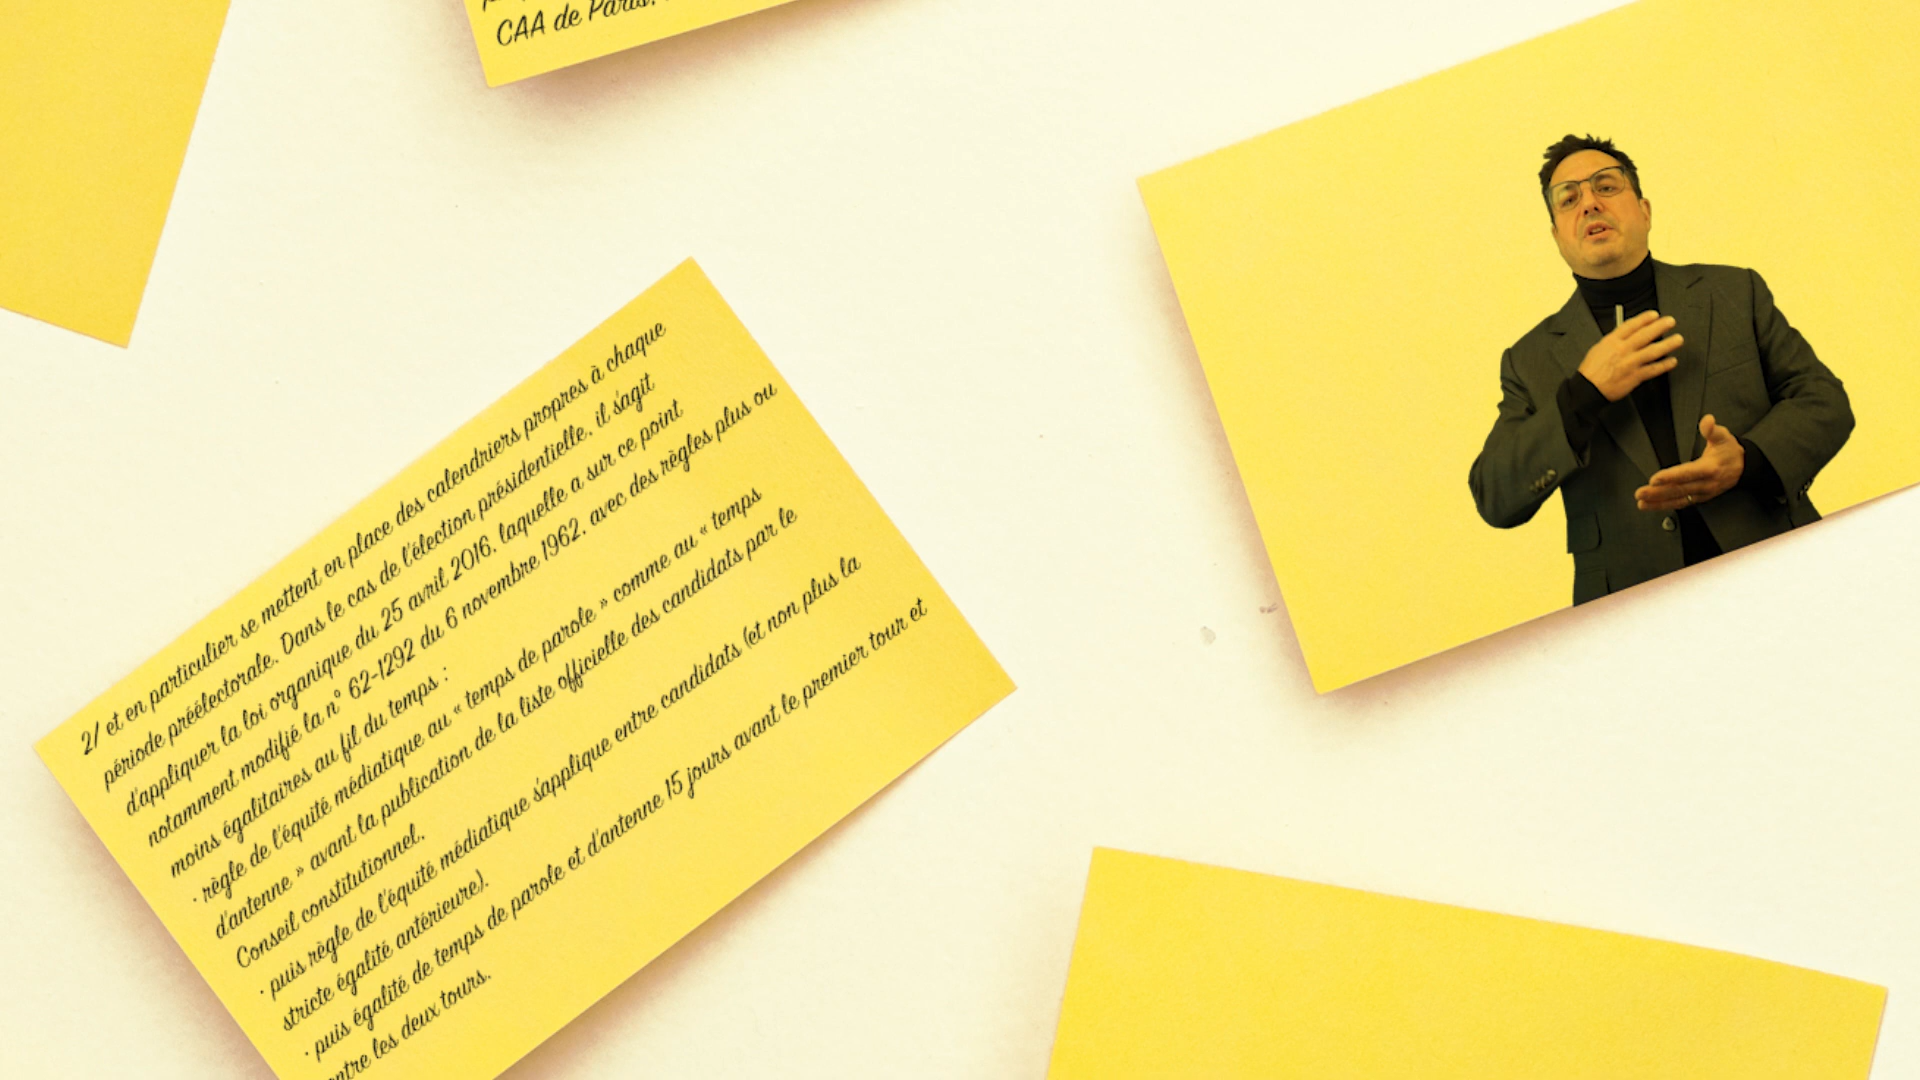 CAA de Paris,
2/ et en particulier se mettent en place des calendriers propres à chaque
période préélectorale. Dans le cas de l'élection présidentielle, il s'agit
d'appliquer la loi organique du 25 avril 2016, laquelle a sur ce point
notamment modifié la n° 62-1292 du 6 novembre 1962, avec des règles plus ou
moins égalitaires au fil du temps :
· règle de l'équité médiatique au « temps de parole » comme au « temps
d'antenne » avant la publication de la liste officielle des candidats par le
Conseil constitutionnel,
· puis règle de l'équité médiatique s'applique entre candidats (et non plus la
stricte égalité antérieure),
· puis égalité de temps de parole et d'antenne 15 jours avant le premier tour et
entre les deux tours.